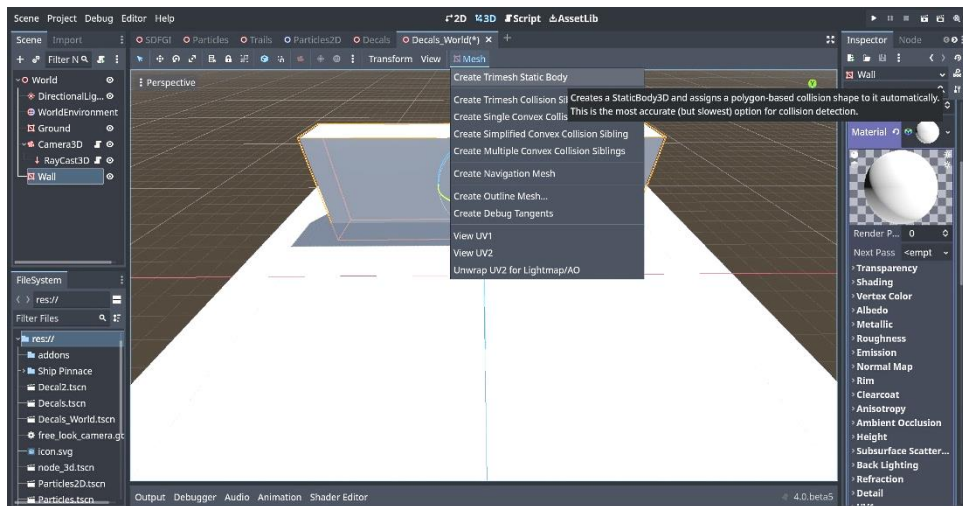 Scene Project Debug Editor Help
2D 3D Script AssetLib
Scene Import
SDFGI Particles Trails Particles2D Decals Decals_World(*)
Inspector Node
Filter N
Transform View Mesh
World
DirectionalLig...
WorldEnvironment
Ground
Camera3D
RayCast3D
Wall
Perspective
Y
Create Trimesh Static Body
Create Trimesh Collision Sib
Create Single Convex Collis
Create Simplified Convex Collision Sibling
Create Multiple Convex Collision Siblings
Create Navigation Mesh
Create Outline Mesh...
Create Debug Tangents
View UV1
View UV2
Unwrap UV2 for Lightmap/AO
Creates a StaticBody3D and assigns a polygon-based collision shape to it automatically.
This is the most accurate (but slowest) option for collision detection.
Wall
Material
Render P... 0
Next Pass <empt
Transparency
Shading
Vertex Color
Albedo
Metallic
Roughness
Emission
Normal Map
Rim
Clearcoat
Anisotropy
Ambient Occlusion
Height
Subsurface Scatter...
Back Lighting
Refraction
Detail
FileSystem
res://
Filter Files
res://
addons
Ship Pinnace
Decal2.tscn
Decals.tscn
Decals_World.tscn
free_look_camera.gc
icon.svg
node_3d.tscn
Particles2D.tscn
Particles.tscn
Output Debugger Audio Animation Shader Editor
4.0.beta5